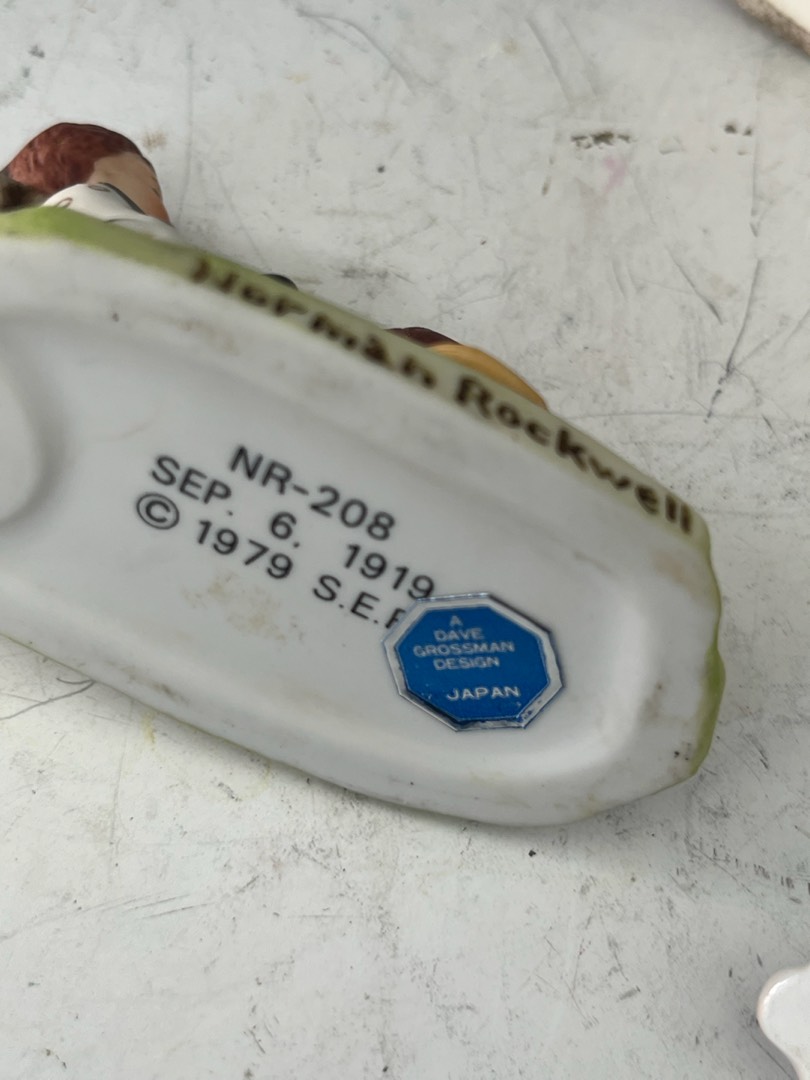 Norman Rockwell
NR-208
SEP. 6. 1919
© 1979 S.E.P
A
DAVE
GROSSMAN
DESIGN
JAPAN